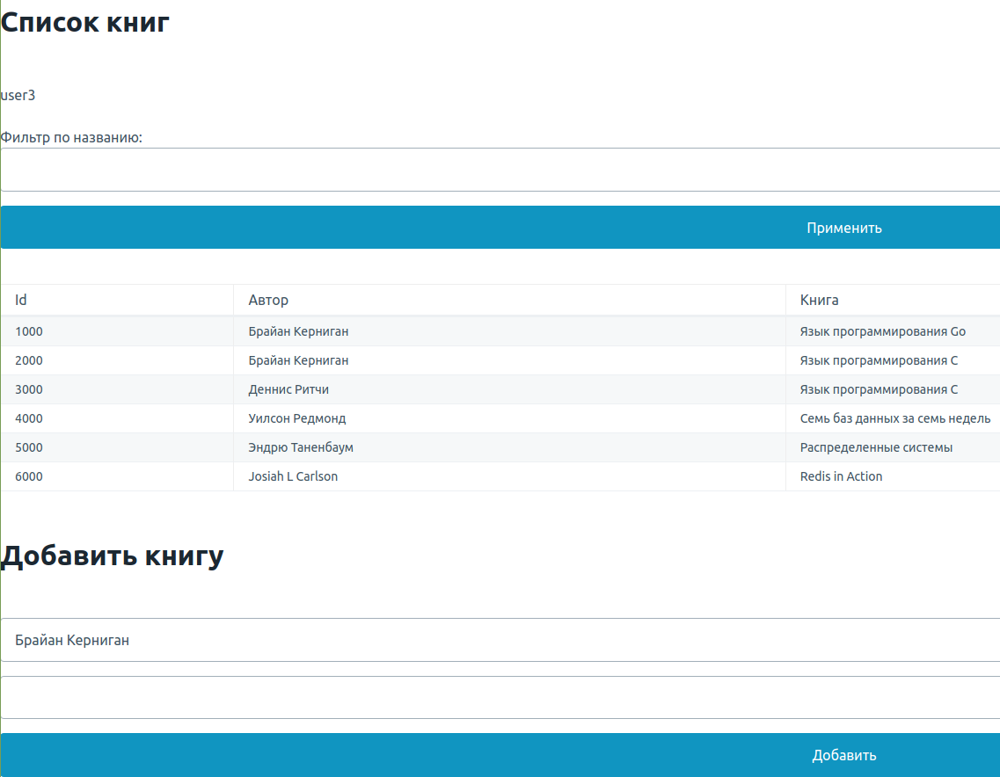 Список книг
user3
Фильтр по названию:
Применить
Id Автор Книга
1000 Брайан Керниган Язык программирования Go
2000 Брайан Керниган Язык программирования C
3000 Деннис Ритчи Язык программирования C
4000 Уилсон Редмонд Семь баз данных за семь недель
5000 Эндрю Таненбаум Распределенные системы
6000 Josiah L Carlson Redis in Action
Добавить книгу
Брайан Керниган
Добавить